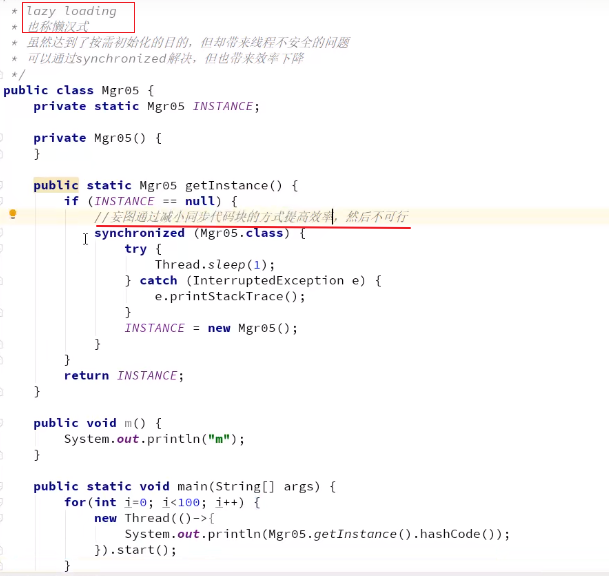 * lazy loading
* 也称懒汉式
* 虽然达到了按需初始化的目的，但却带来线程不安全的问题
* 可以通过synchronized解决，但也带来效率下降
*/
public class Mgr05 {
    private static Mgr05 INSTANCE;
    private Mgr05() {
    }
    public static Mgr05 getInstance() {
        if (INSTANCE == null) {
            //妄图通过减小同步代码块的方式提高效率，然后不可行
            synchronized (Mgr05.class) {
                try {
                    Thread.sleep(1);
                } catch (InterruptedException e) {
                    e.printStackTrace();
                }
                INSTANCE = new Mgr05();
            }
        }
        return INSTANCE;
    }
    public void m() {
        System.out.println("m");
    }
    public static void main(String[] args) {
        for(int i=0; i<100; i++) {
            new Thread(()->{
                System.out.println(Mgr05.getInstance().hashCode());
            }).start();
        }